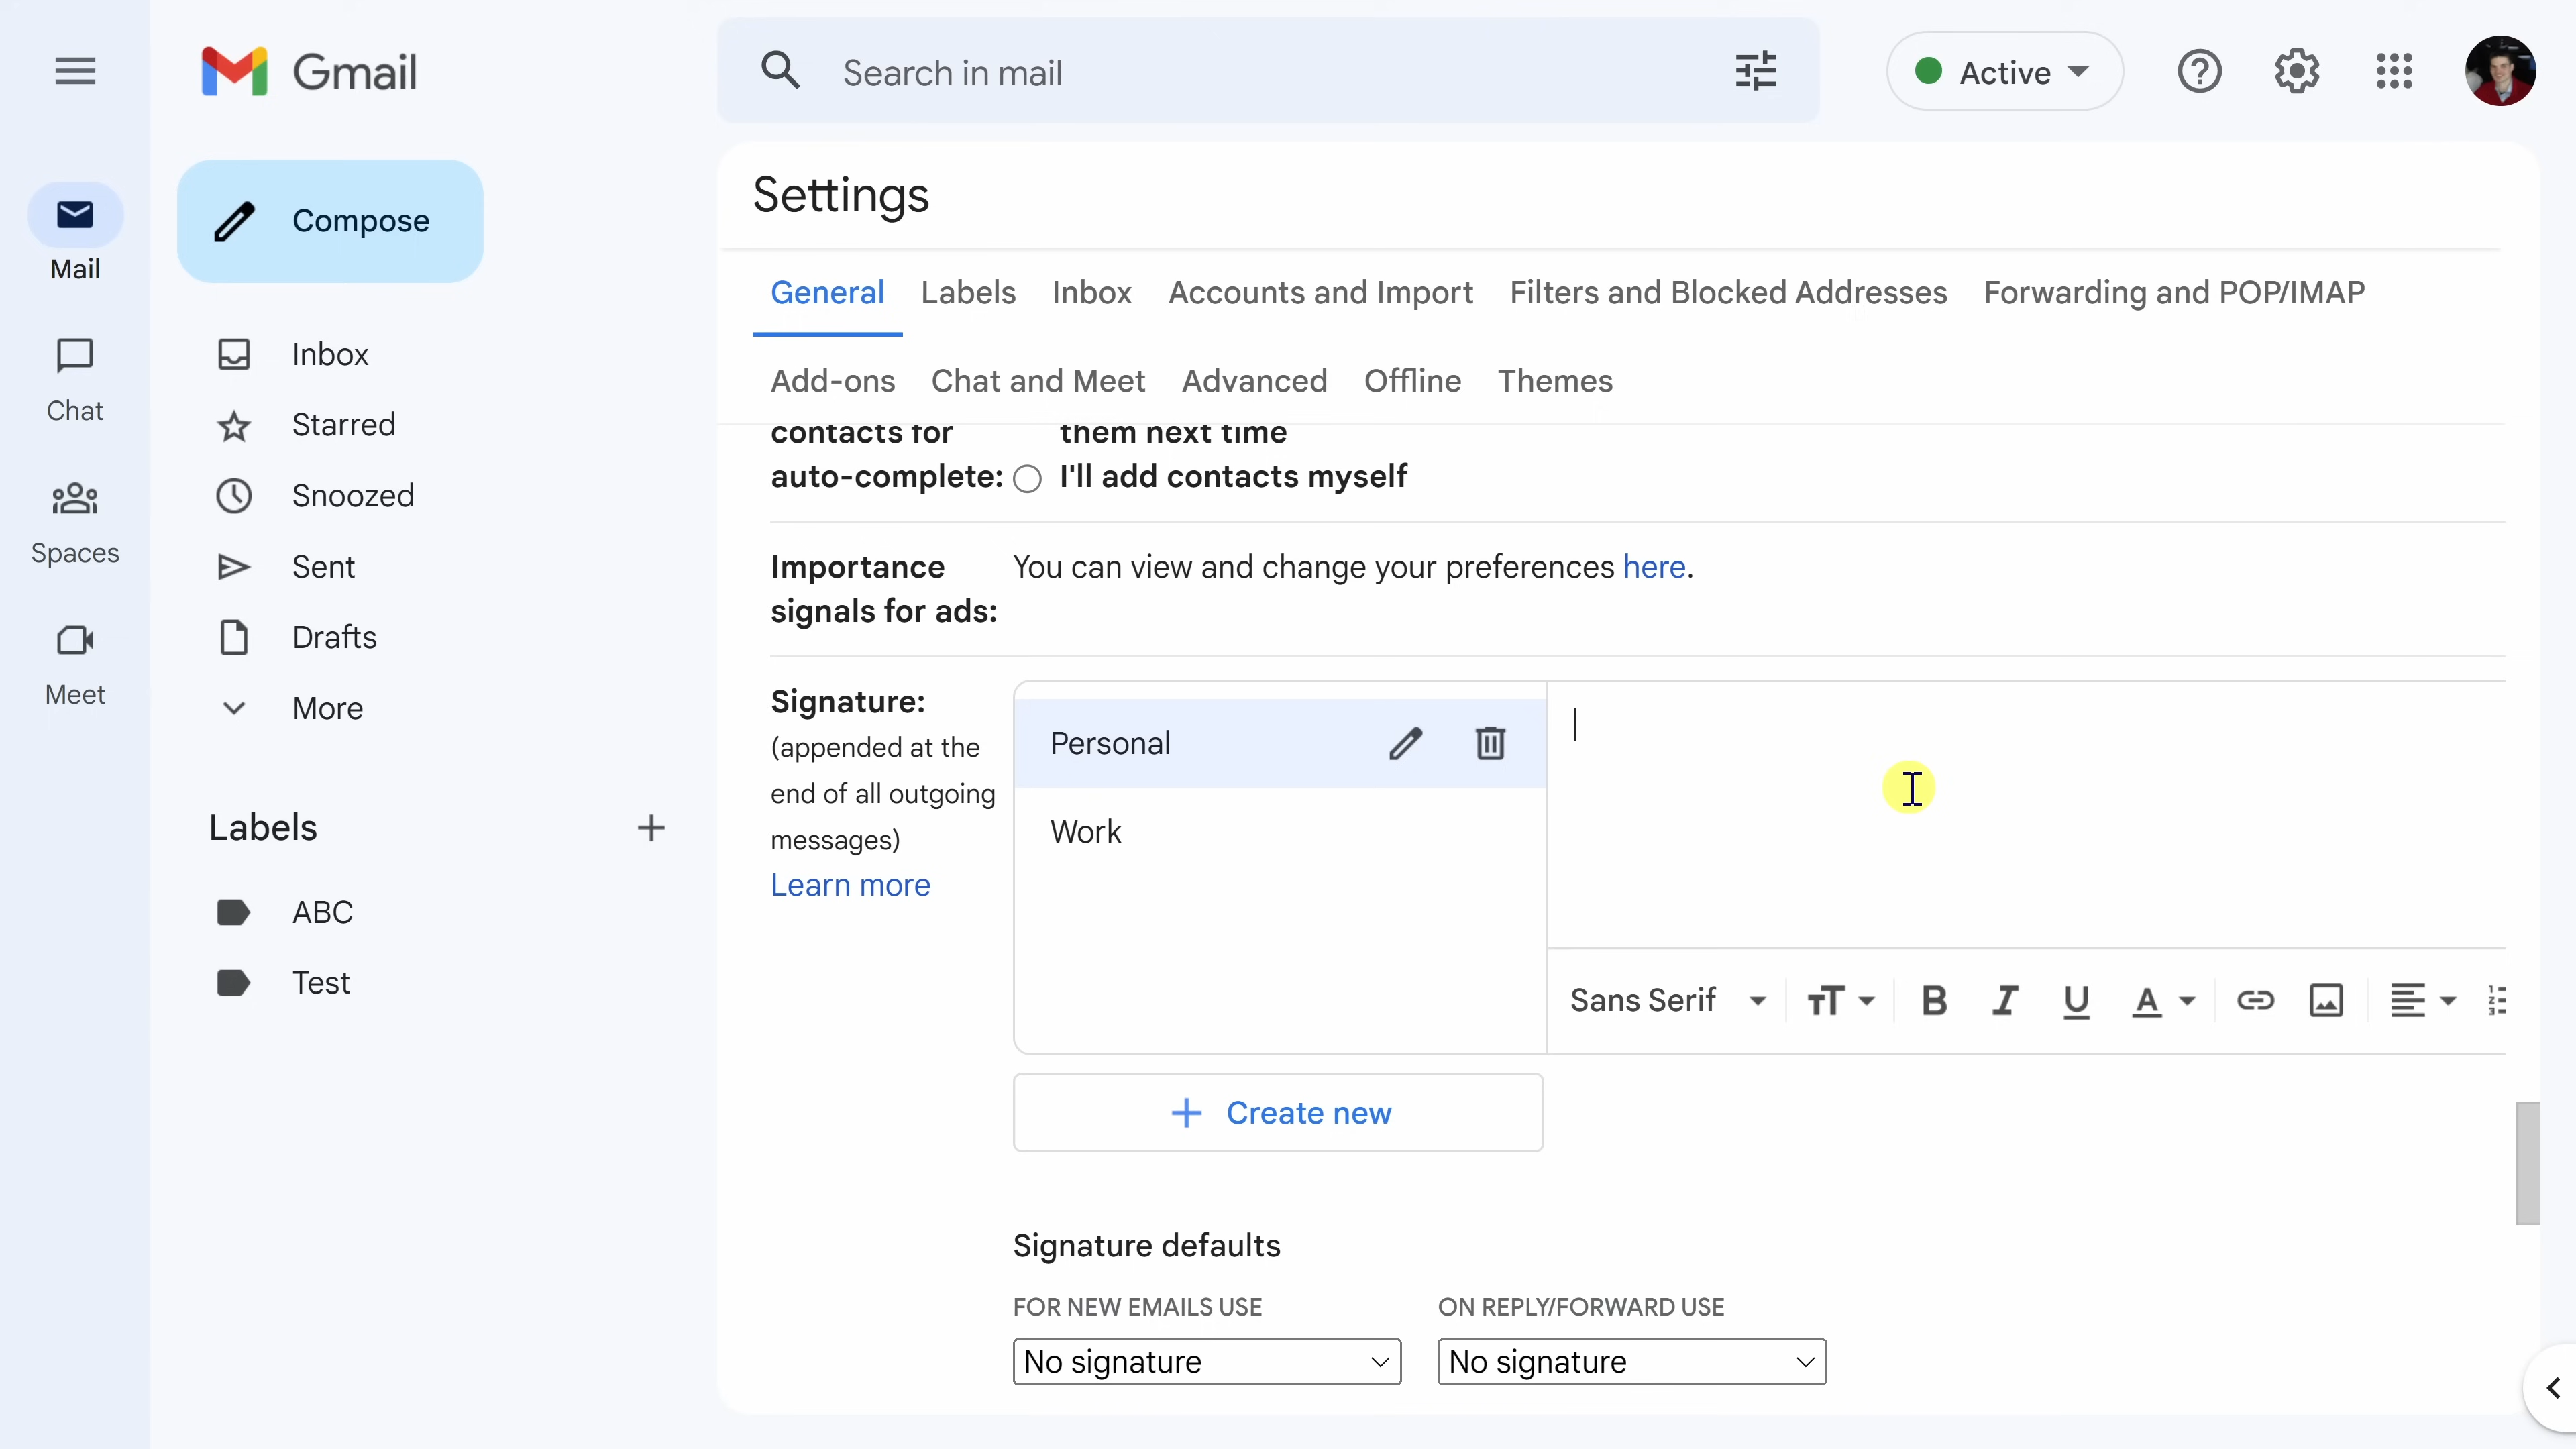 Gmail
Search in mail
Active
Mail
Chat
Spaces
Meet
Compose
Inbox
Starred
Snoozed
Sent
Drafts
More
Labels
ABC
Test
Settings
General Labels Inbox Accounts and Import Filters and Blocked Addresses Forwarding and POP/IMAP
Add-ons Chat and Meet Advanced Offline Themes
contacts for
auto-complete:
them next time
I'll add contacts myself
Importance
signals for ads:
You can view and change your preferences here.
Signature:
(appended at the
end of all outgoing
messages)
Learn more
Personal
Work
Sans Serif
Create new
Signature defaults
FOR NEW EMAILS USE
No signature
ON REPLY/FORWARD USE
No signature